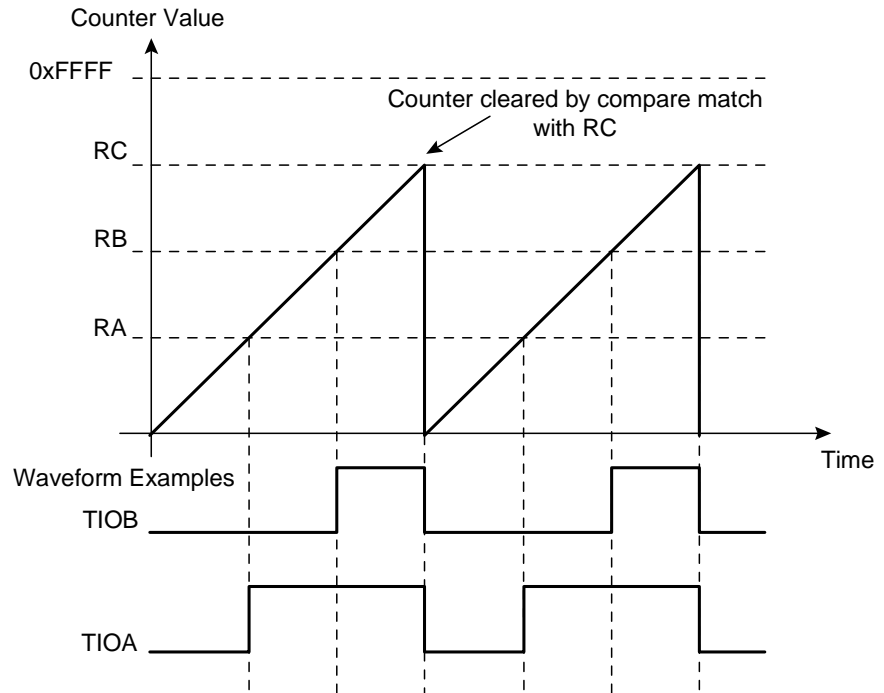 Counter Value
0xFFFF
Counter cleared by compare match
with RC
RC
RB
RA
Time
Waveform Examples
TIOB
TIOA